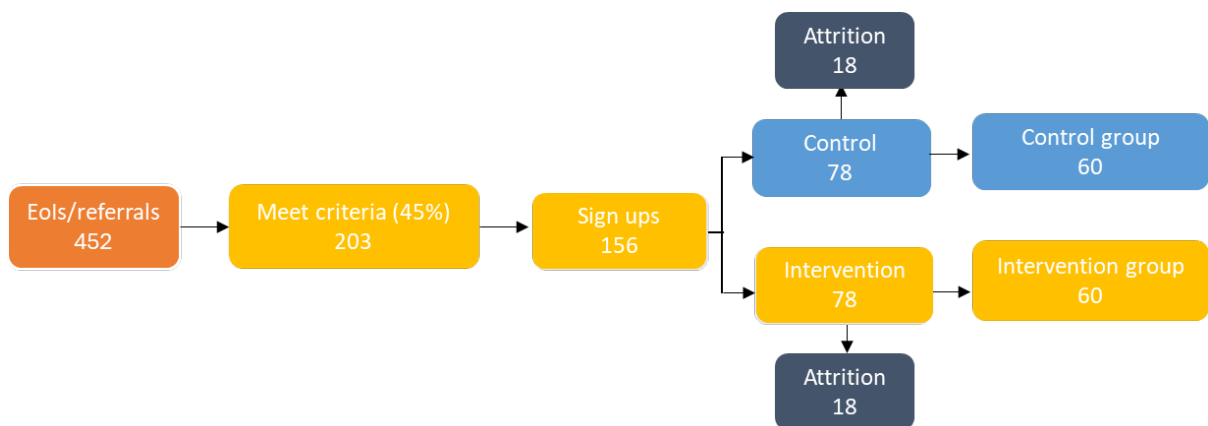 EoIs/referrals
452
Meet criteria (45%)
203
Sign ups
156
Attrition
18
Control
78
Control group
60
Intervention
78
Intervention group
60
Attrition
18